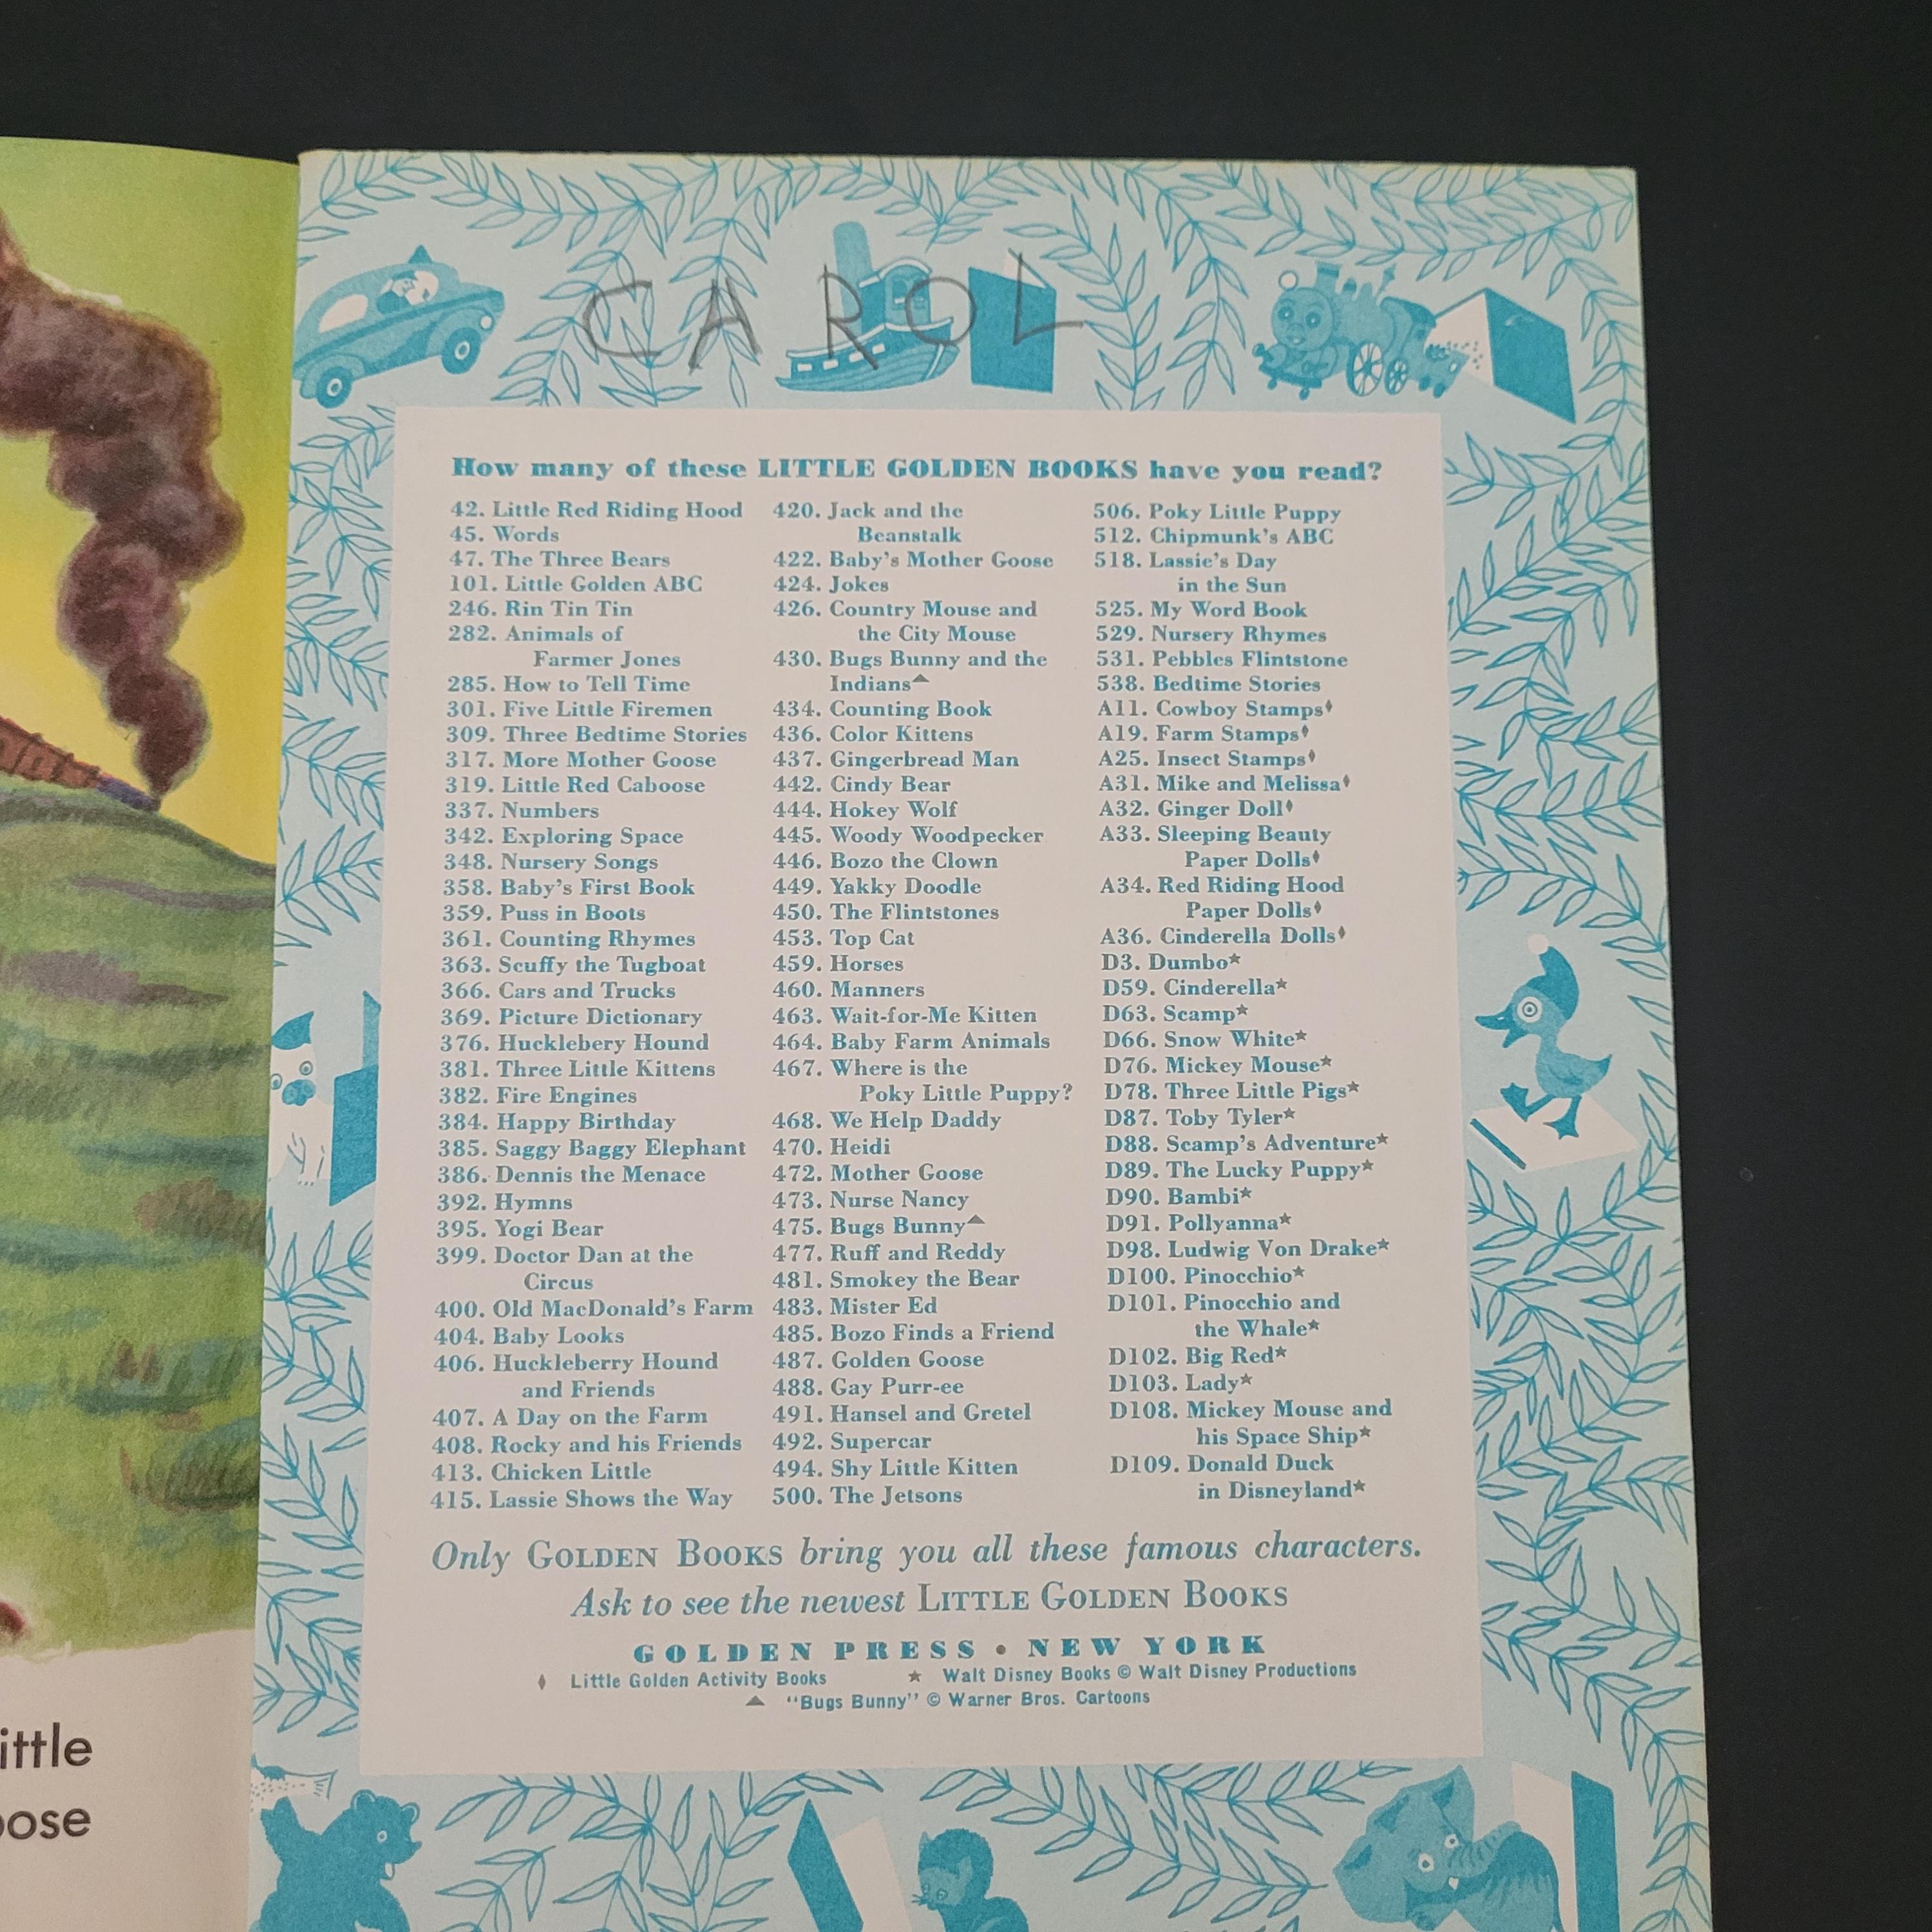 CAROL
How many of these LITTLE GOLDEN BOOKS have you read?
42. Little Red Riding Hood
45. Words
47. The Three Bears
101. Little Golden ABC
246. Rin Tin Tin
282. Animals of
Farmer Jones
285. How to Tell Time
301. Five Little Firemen
309. Three Bedtime Stories
317. More Mother Goose
319. Little Red Caboose
337. Numbers
342. Exploring Space
348. Nursery Songs
358. Baby's First Book
359. Puss in Boots
361. Counting Rhymes
363. Scuffy the Tugboat
366. Cars and Trucks
369. Picture Dictionary
376. Hucklebery Hound
381. Three Little Kittens
382. Fire Engines
384. Happy Birthday
385. Saggy Baggy Elephant
386. Dennis the Menace
392. Hymns
395. Yogi Bear
399. Doctor Dan at the
Circus
400. Old MacDonald's Farm
404. Baby Looks
406. Huckleberry Hound
and Friends
407. A Day on the Farm
408. Rocky and his Friends
413. Chicken Little
415. Lassie Shows the Way
420. Jack and the
Beanstalk
422. Baby's Mother Goose
424. Jokes
426. Country Mouse and
the City Mouse
430. Bugs Bunny and the
Indians▲
434. Counting Book
436. Color Kittens
437. Gingerbread Man
442. Cindy Bear
444. Hokey Wolf
445. Woody Woodpecker
446. Bozo the Clown
449. Yakky Doodle
450. The Flintstones
453. Top Cat
459. Horses
460. Manners
463. Wait-for-Me Kitten
464. Baby Farm Animals
467. Where is the
Poky Little Puppy?
468. We Help Daddy
470. Heidi
472. Mother Goose
473. Nurse Nancy
475. Bugs Bunny▲
477. Ruff and Reddy
481. Smokey the Bear
483. Mister Ed
485. Bozo Finds a Friend
487. Golden Goose
488. Gay Purr-ee
491. Hansel and Gretel
492. Supercar
494. Shy Little Kitten
500. The Jetsons
506. Poky Little Puppy
512. Chipmunk's ABC
518. Lassie's Day
in the Sun
525. My Word Book
529. Nursery Rhymes
531. Pebbles Flintstone
538. Bedtime Stories
A11. Cowboy Stamps♦
A19. Farm Stamps♦
A25. Insect Stamps♦
A31. Mike and Melissa♦
A32. Ginger Doll♦
A33. Sleeping Beauty
Paper Dolls♦
A34. Red Riding Hood
Paper Dolls♦
A36. Cinderella Dolls♦
D3. Dumbo★
D59. Cinderella★
D63. Scamp★
D66. Snow White★
D76. Mickey Mouse★
D78. Three Little Pigs★
D87. Toby Tyler★
D88. Scamp's Adventure★
D89. The Lucky Puppy★
D90. Bambi★
D91. Pollyanna★
D98. Ludwig Von Drake★
D100. Pinocchio★
D101. Pinocchio and
the Whale★
D102. Big Red★
D103. Lady★
D108. Mickey Mouse and
his Space Ship★
D109. Donald Duck
in Disneyland★
Only GOLDEN BOOKS bring you all these famous characters.
Ask to see the newest LITTLE GOLDEN BOOKS
GOLDEN PRESS • NEW YORK
♦ Little Golden Activity Books ★ Walt Disney Books © Walt Disney Productions
▲ "Bugs Bunny" © Warner Bros. Cartoons
ittle
oose